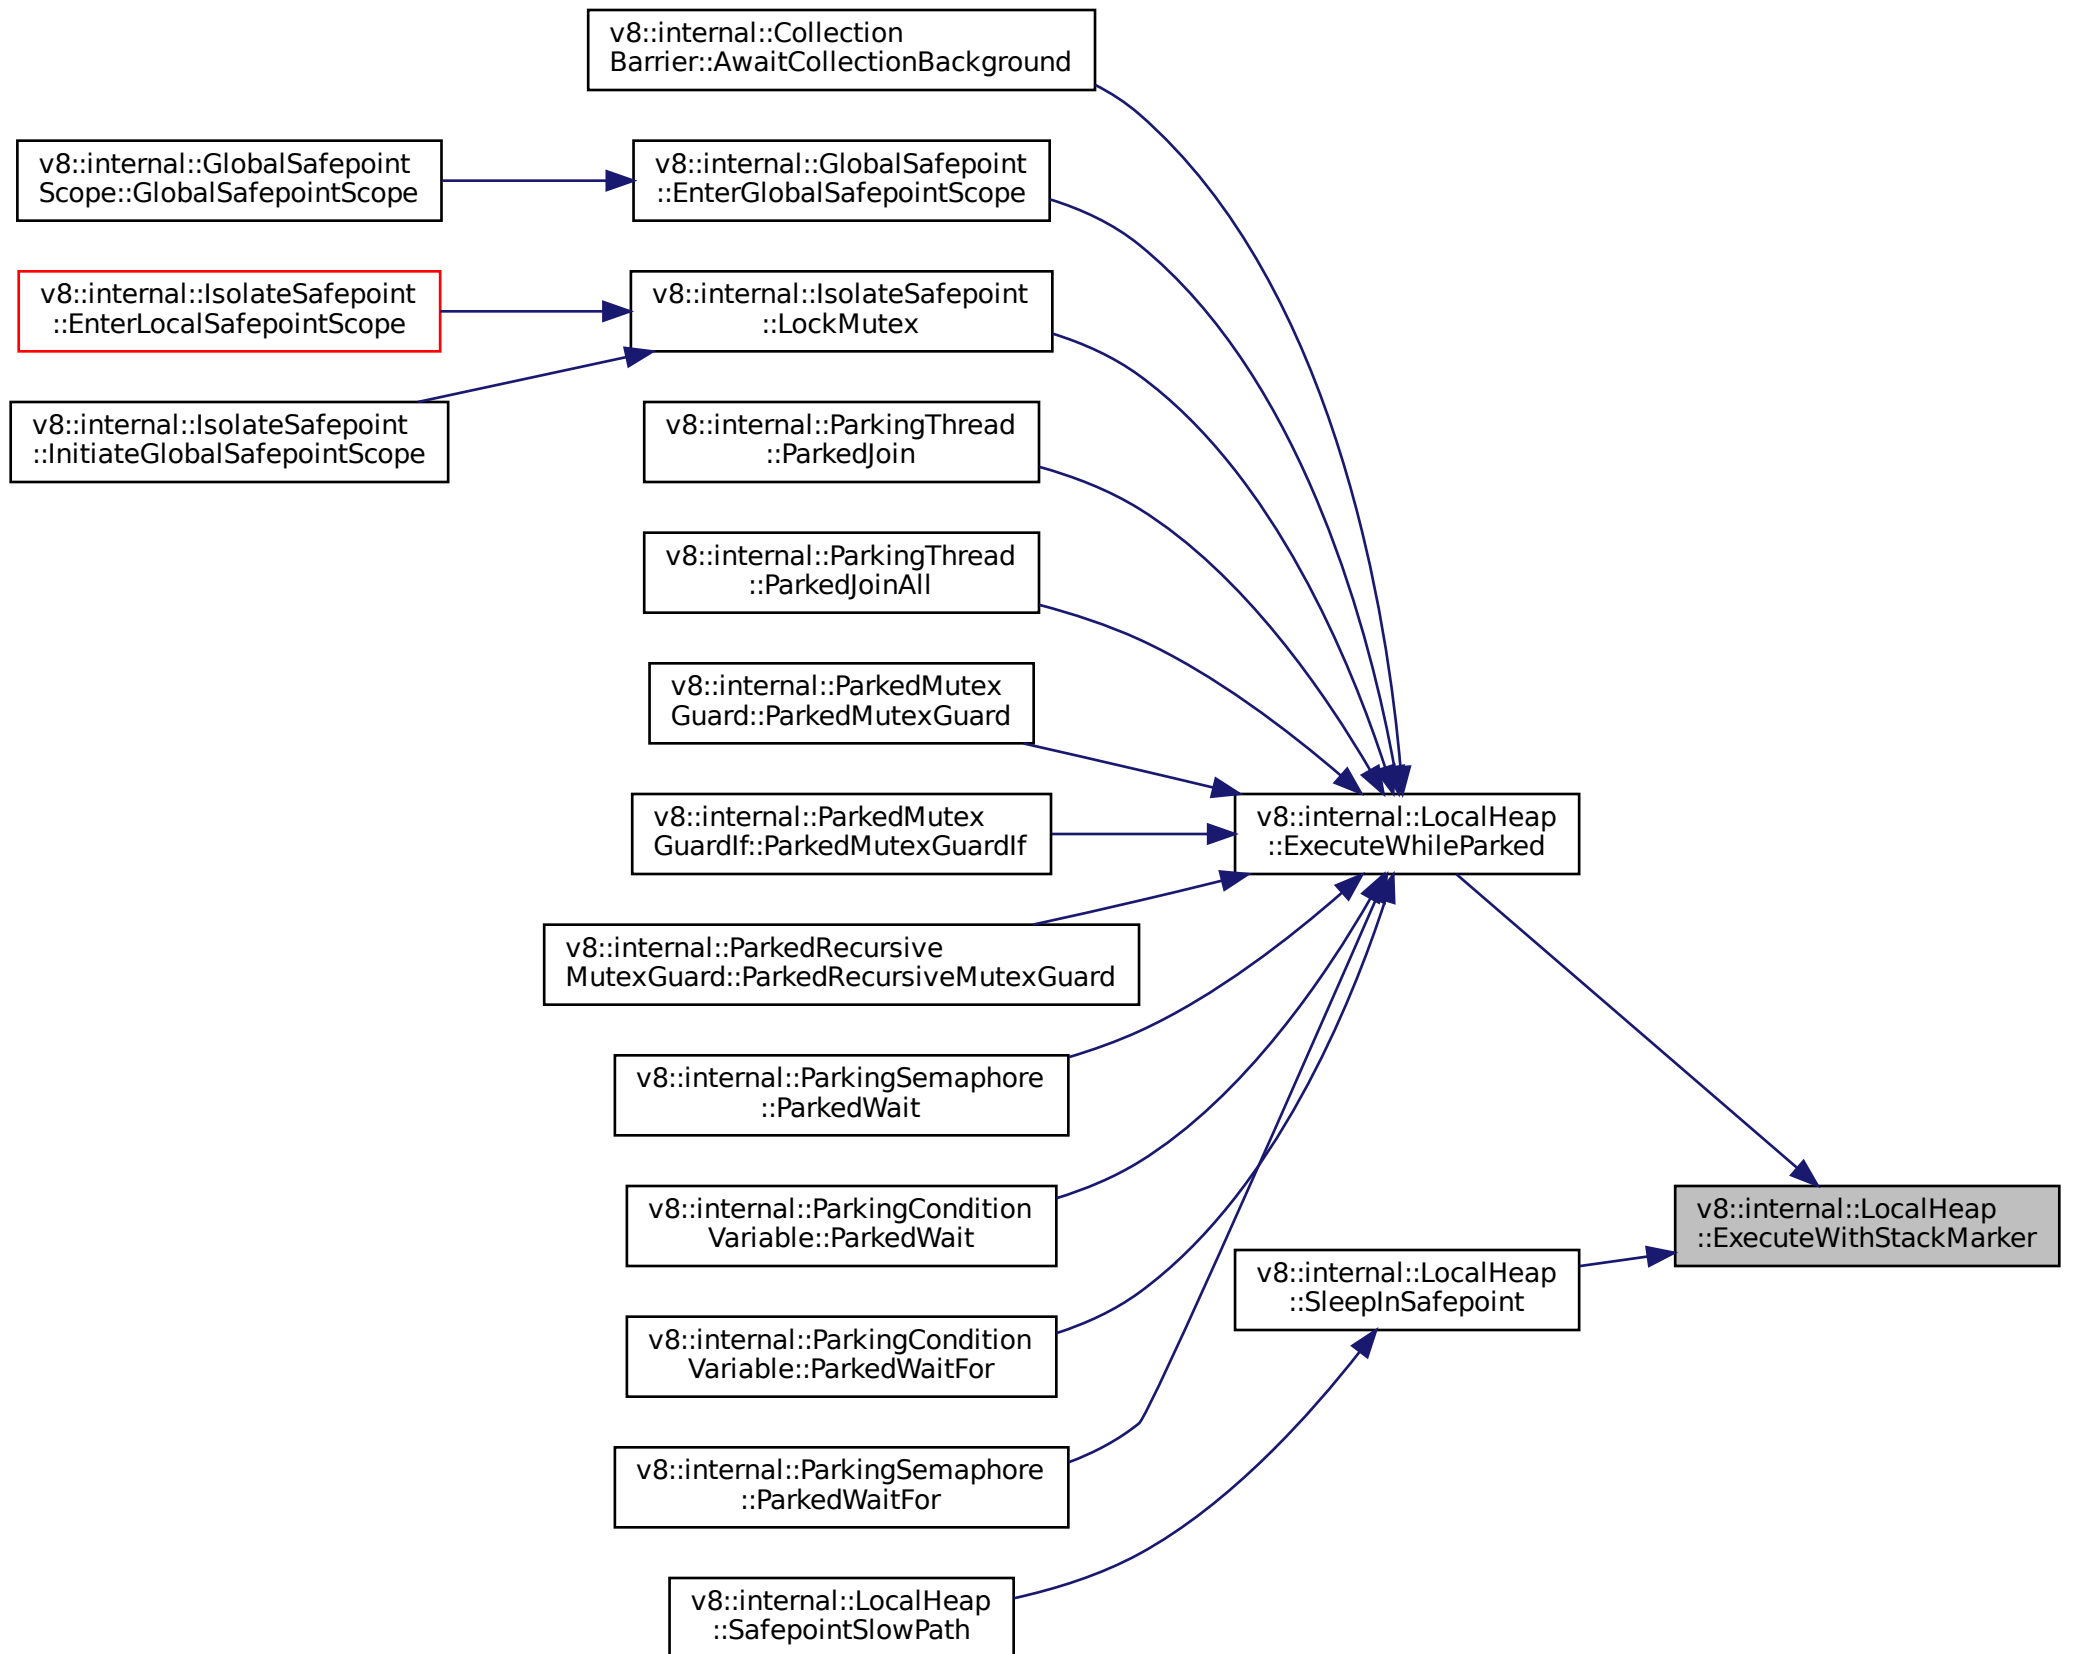 v8::internal::Collection
Barrier::AwaitCollectionBackground
v8::internal::GlobalSafepoint
Scope::GlobalSafepointScope
v8::internal::GlobalSafepoint
::EnterGlobalSafepointScope
v8::internal::IsolateSafepoint
::EnterLocalSafepointScope
v8::internal::IsolateSafepoint
::LockMutex
v8::internal::IsolateSafepoint
::InitiateGlobalSafepointScope
v8::internal::ParkingThread
::ParkedJoin
v8::internal::ParkingThread
::ParkedJoinAll
v8::internal::ParkedMutex
Guard::ParkedMutexGuard
v8::internal::ParkedMutex
GuardIf::ParkedMutexGuardIf
v8::internal::LocalHeap
::ExecuteWhileParked
v8::internal::ParkedRecursive
MutexGuard::ParkedRecursiveMutexGuard
v8::internal::ParkingSemaphore
::ParkedWait
v8::internal::ParkingCondition
Variable::ParkedWait
v8::internal::LocalHeap
::ExecuteWithStackMarker
v8::internal::LocalHeap
::SleepInSafepoint
v8::internal::ParkingCondition
Variable::ParkedWaitFor
v8::internal::ParkingSemaphore
::ParkedWaitFor
v8::internal::LocalHeap
::SafepointSlowPath